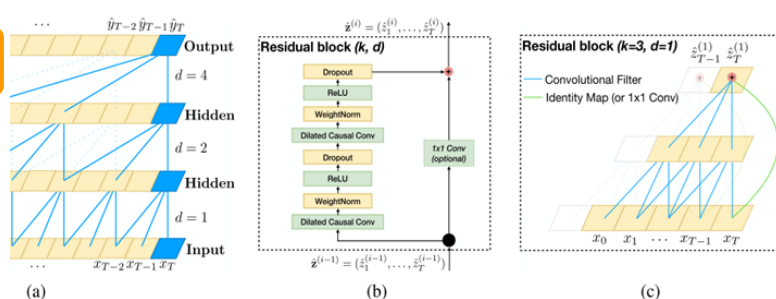 ...
ŷT−2 ŷT−1 ŷT
Output
d = 4
Hidden
d = 2
Hidden
d = 1
Input
...
xT−2 xT−1 xT
(a)
ẑ(i) = (ẑ1(i), . . . , ẑT(i))
Residual block (k, d)
Dropout
ReLU
WeightNorm
Dilated Causal Conv
Dropout
ReLU
WeightNorm
Dilated Causal Conv
1x1 Conv
(optional)
+
ẑ(i−1) = (ẑ1(i−1), . . . , ẑT(i−1))
(b)
Residual block (k=3, d=1)
ẑT−1(1) ẑT(1)
Convolutional Filter
Identity Map (or 1x1 Conv)
+ +
x0 x1 . . . xT−1 xT
(c)